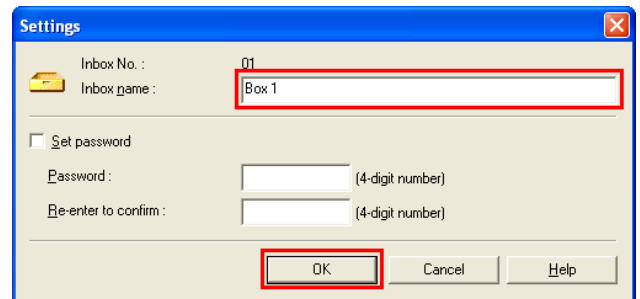 Settings
Inbox No. : 01
Inbox name : Box 1
Set password
Password : (4-digit number)
Re-enter to confirm : (4-digit number)
OK Cancel Help